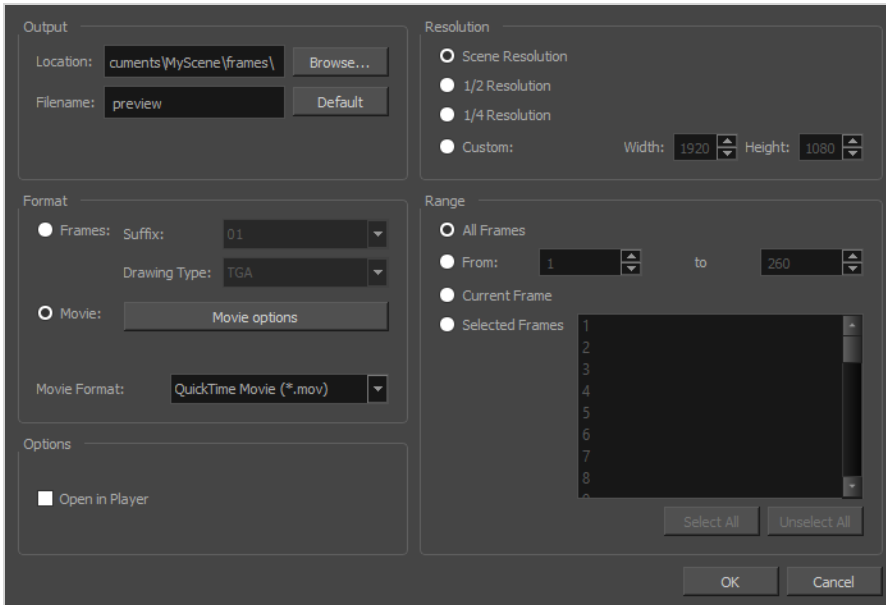 Output
Location: cuments\MyScene\frames\ Browse...
Filename: preview Default
Resolution
Scene Resolution
1/2 Resolution
1/4 Resolution
Custom: Width: 1920 Height: 1080
Format
Frames: Suffix: 01
Drawing Type: TGA
Movie: Movie options
Movie Format: QuickTime Movie (*.mov)
Range
All Frames
From: 1 to 260
Current Frame
Selected Frames 1
2
3
4
5
6
7
8
Select All Unselect All
Options
Open in Player
OK Cancel